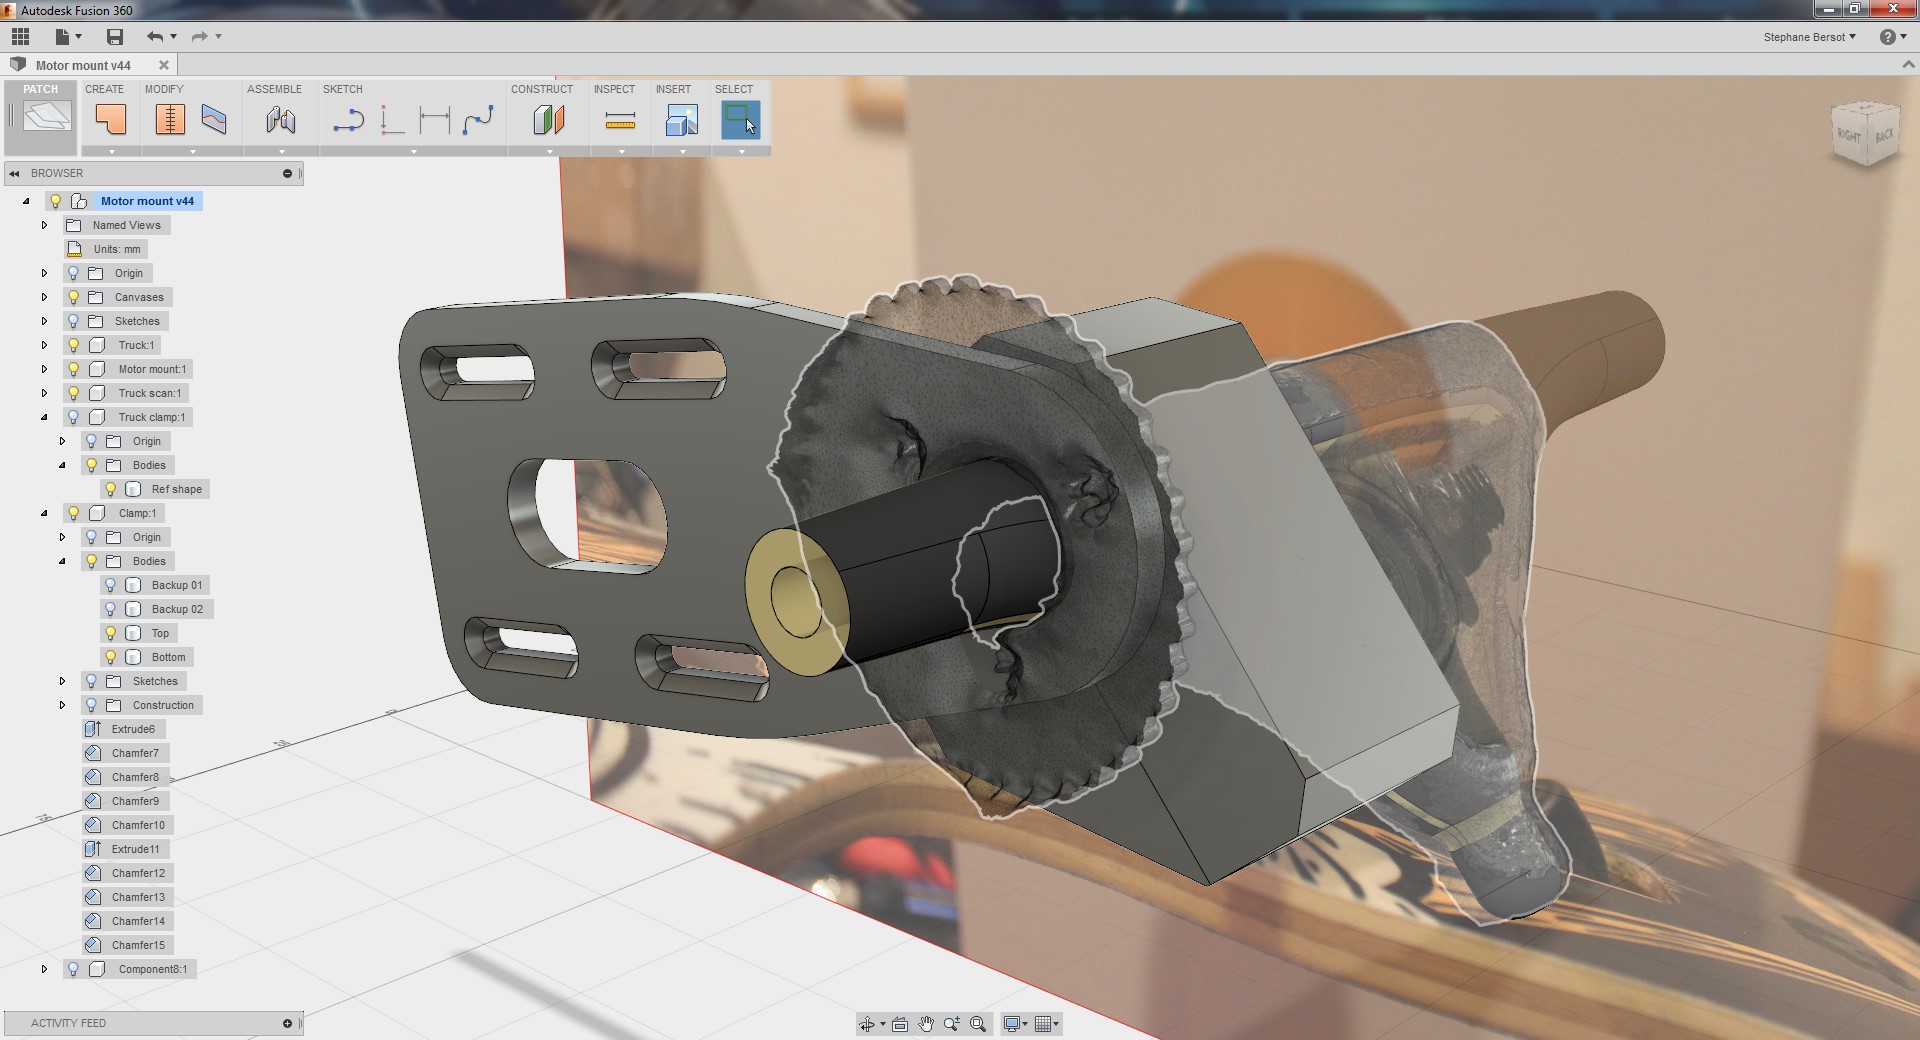 Autodesk Fusion 360
Stephane Bersot
Motor mount v44
PATCH
CREATE
MODIFY
ASSEMBLE
SKETCH
CONSTRUCT
INSPECT
INSERT
SELECT
RIGHT
BACK
BROWSER
Motor mount v44
Named Views
Units: mm
Origin
Canvases
Sketches
Truck:1
Motor mount:1
Truck scan:1
Truck clamp:1
Origin
Bodies
Ref shape
Clamp:1
Origin
Bodies
Backup 01
Backup 02
Top
Bottom
Sketches
Construction
Extrude6
Chamfer7
Chamfer8
Chamfer9
Chamfer10
Extrude11
Chamfer12
Chamfer13
Chamfer14
Chamfer15
Component8:1
ACTIVITY FEED